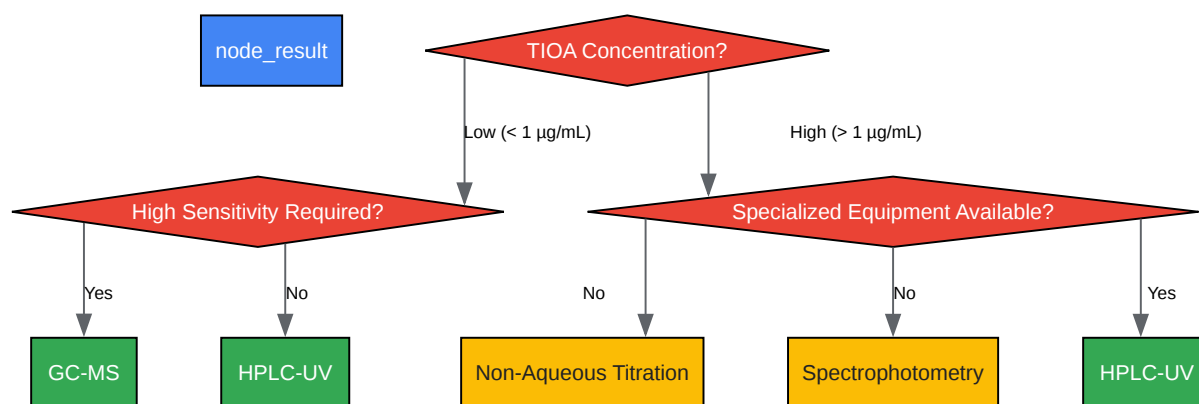 node_result
TIOA Concentration?
Low (< 1 µg/mL)
High (> 1 µg/mL)
High Sensitivity Required?
Specialized Equipment Available?
Yes
No
No
No
Yes
GC-MS
HPLC-UV
Non-Aqueous Titration
Spectrophotometry
HPLC-UV